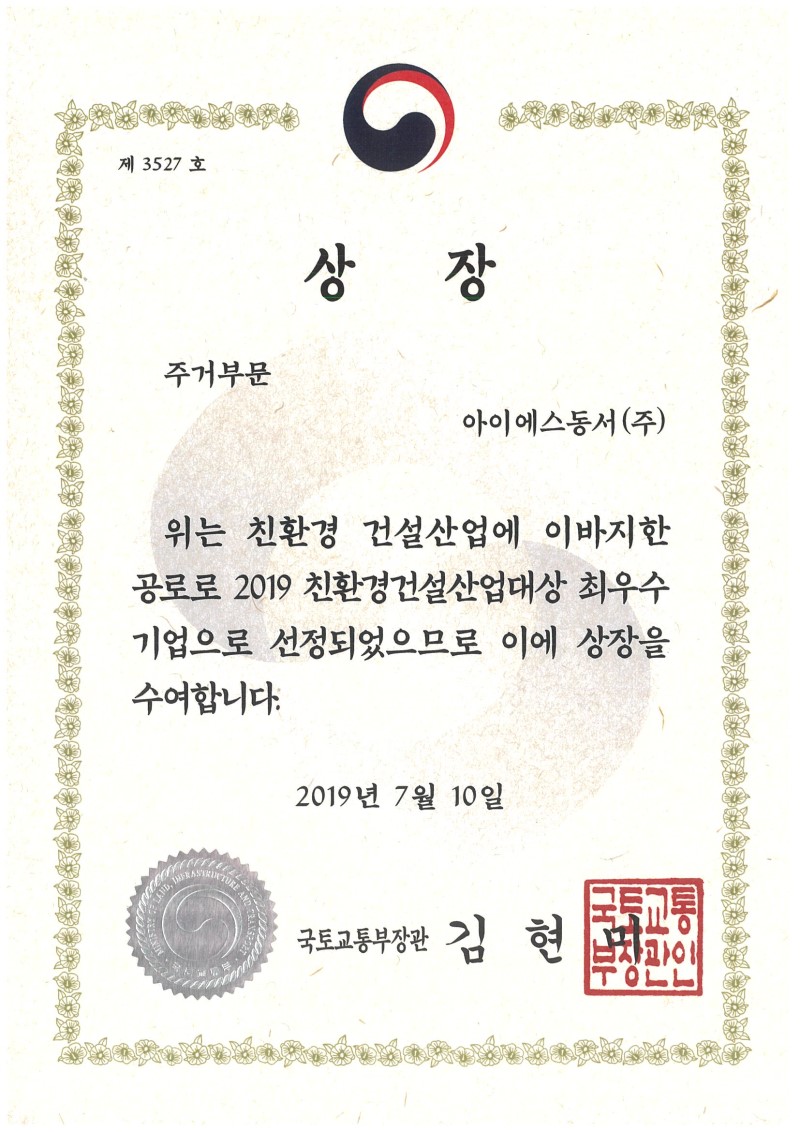 제 3527 호
상 장
주거부문
아이에스동서(주)
위는 친환경 건설산업에 이바지한
공로로 2019 친환경건설산업대상 최우수
기업으로 선정되었으므로 이에 상장을
수여합니다.
2019년 7월 10일
국토교통부장관 김 현 미
국토교통
부장관인
LAND, INFRASTRUCTURE AND